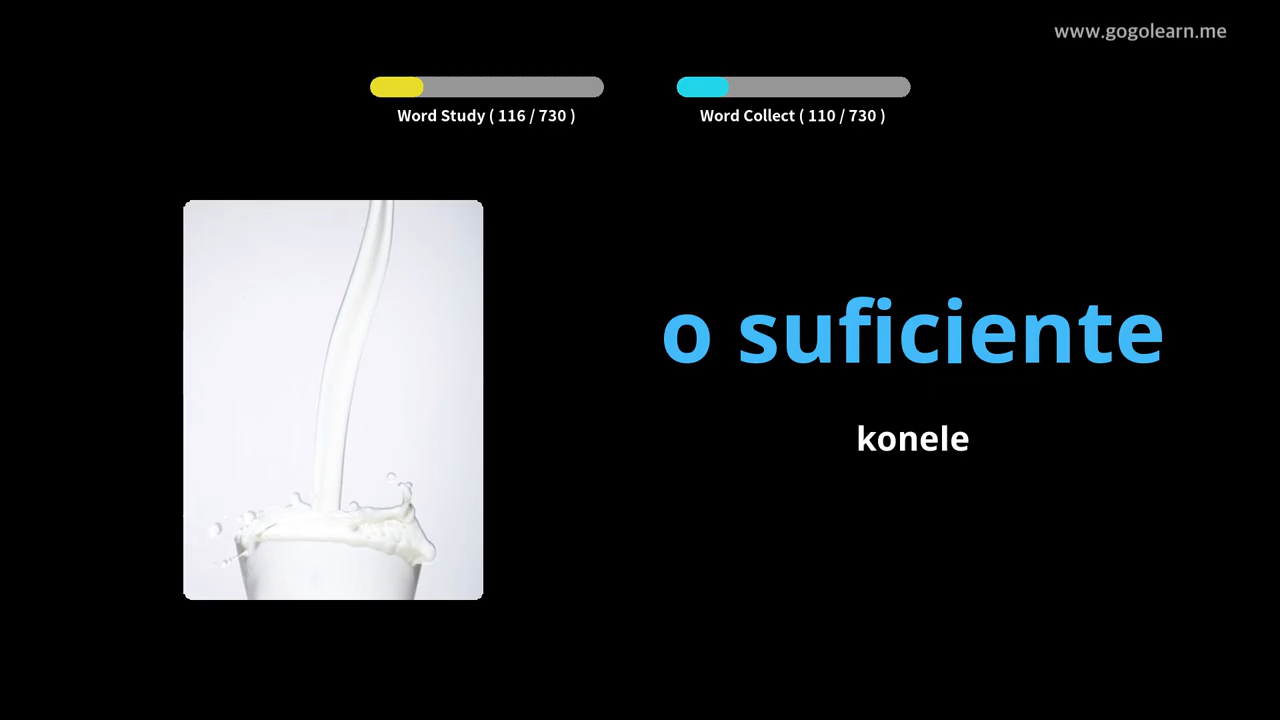 www.gogolearn.me
Word Study ( 116 / 730 )
Word Collect ( 110 / 730 )
o suficiente
konele